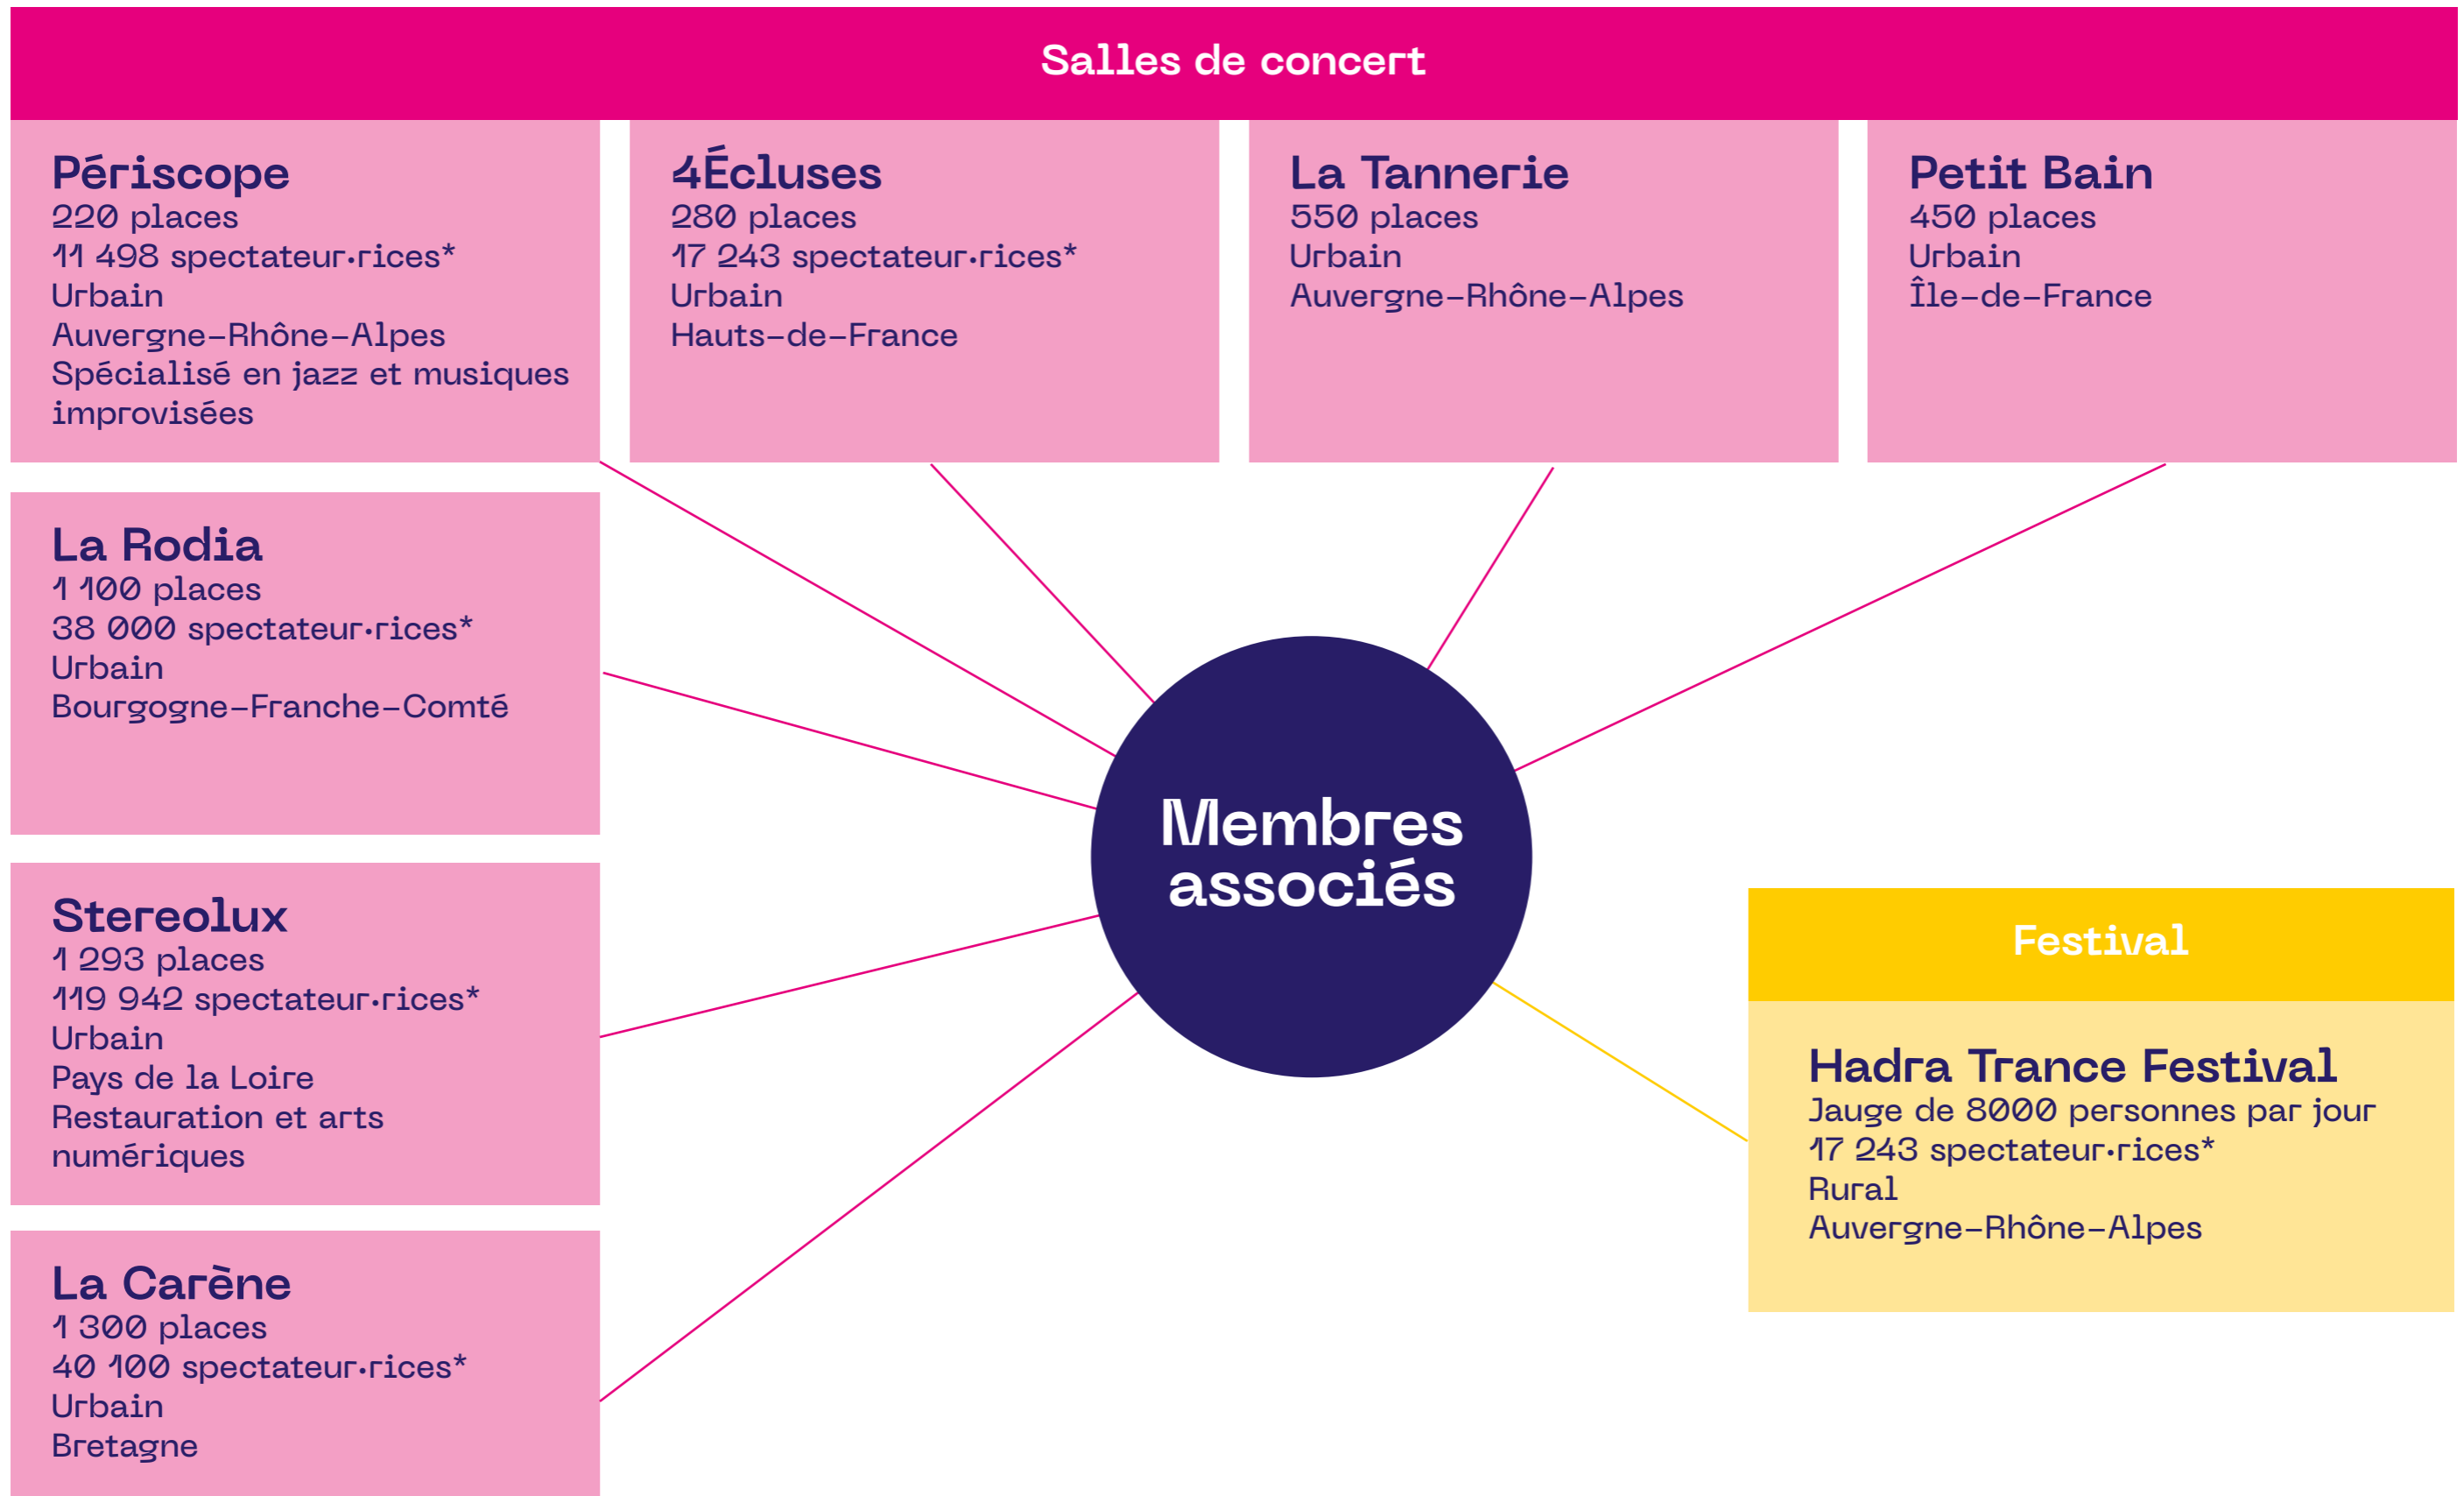 Salles de concert
Périscope
220 places
11 498 spectateur·rices*
Urbain
Auvergne-Rhône-Alpes
Spécialisé en jazz et musiques
improvisées
4Écluses
280 places
17 243 spectateur·rices*
Urbain
Hauts-de-France
La Tannerie
550 places
Urbain
Auvergne-Rhône-Alpes
Petit Bain
450 places
Urbain
Île-de-France
La Rodia
1 100 places
38 000 spectateur·rices*
Urbain
Bourgogne-Franche-Comté
Stereolux
1 293 places
119 942 spectateur·rices*
Urbain
Pays de la Loire
Restauration et arts
numériques
La Carène
1 300 places
40 100 spectateur·rices*
Urbain
Bretagne
Membres
associés
Festival
Hadra Trance Festival
Jauge de 8000 personnes par jour
17 243 spectateur·rices*
Rural
Auvergne-Rhône-Alpes